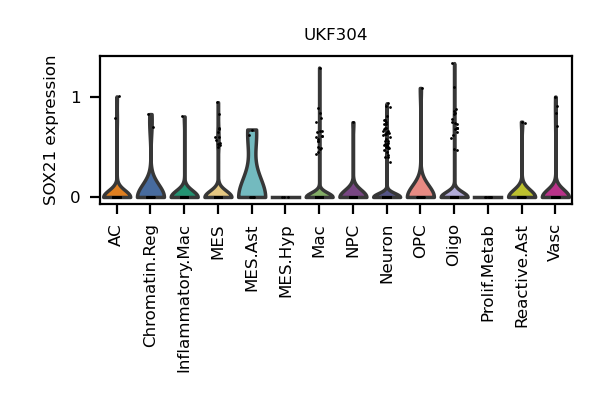 UKF304
SOX21 expression
1
0
AC
Chromatin.Reg
Inflammatory.Mac
MES
MES.Ast
MES.Hyp
Mac
NPC
Neuron
OPC
Oligo
Prolif.Metab
Reactive.Ast
Vasc